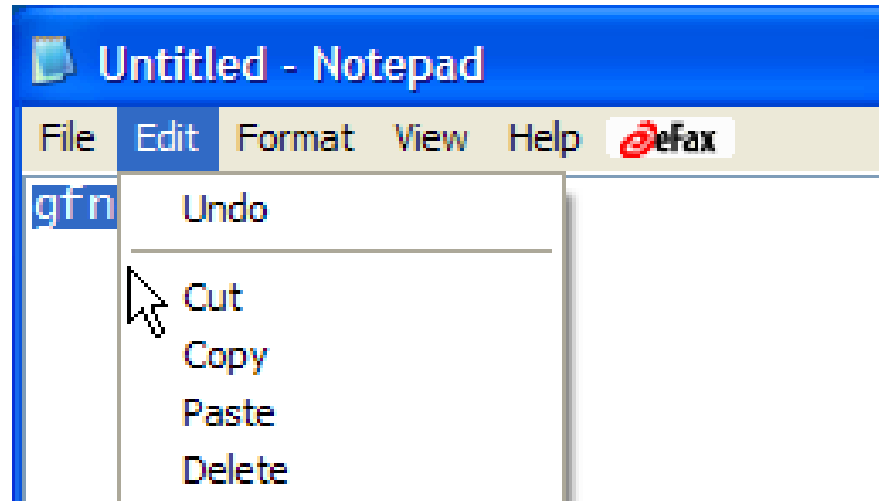 Untitled - Notepad
File Edit Format View Help eFax
gfn
Undo
Cut
Copy
Paste
Delete